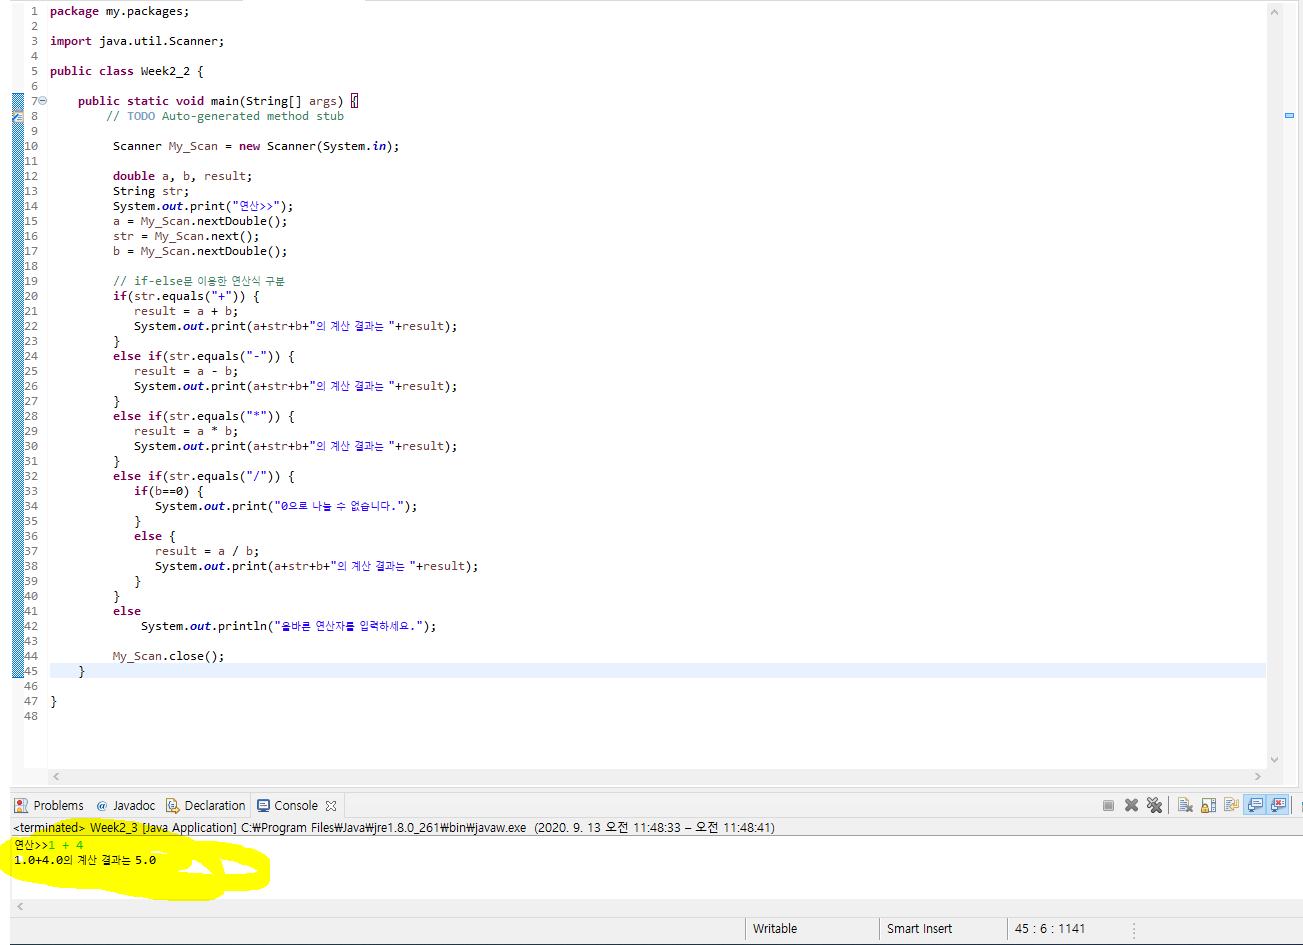 1 package my.packages;
2
3 import java.util.Scanner;
4
5 public class Week2_2 {
6
7 public static void main(String[] args) {
8 // TODO Auto-generated method stub
9
10 Scanner My_Scan = new Scanner(System.in);
11
12 double a, b, result;
13 String str;
14 System.out.print("연산>>");
15 a = My_Scan.nextDouble();
16 str = My_Scan.next();
17 b = My_Scan.nextDouble();
18
19 // if-else문 이용한 연산식 구분
20 if(str.equals("+")) {
21 result = a + b;
22 System.out.print(a+str+b+"의 계산 결과는 "+result);
23 }
24 else if(str.equals("-")) {
25 result = a - b;
26 System.out.print(a+str+b+"의 계산 결과는 "+result);
27 }
28 else if(str.equals("*")) {
29 result = a * b;
30 System.out.print(a+str+b+"의 계산 결과는 "+result);
31 }
32 else if(str.equals("/")) {
33 if(b==0) {
34 System.out.print("0으로 나눌 수 없습니다.");
35 }
36 else {
37 result = a / b;
38 System.out.print(a+str+b+"의 계산 결과는 "+result);
39 }
40 }
41 else
42 System.out.println("올바른 연산자를 입력하세요.");
43
44 My_Scan.close();
45 }
46
47 }
48
Problems @ Javadoc Declaration Console
<terminated> Week2_3 [Java Application] C:₩Program Files₩Java₩jre1.8.0_261₩bin₩javaw.exe (2020. 9. 13 오전 11:48:33 – 오전 11:48:41)
연산>>1 + 4
1.0+4.0의 계산 결과는 5.0
Writable Smart Insert 45 : 6 : 1141